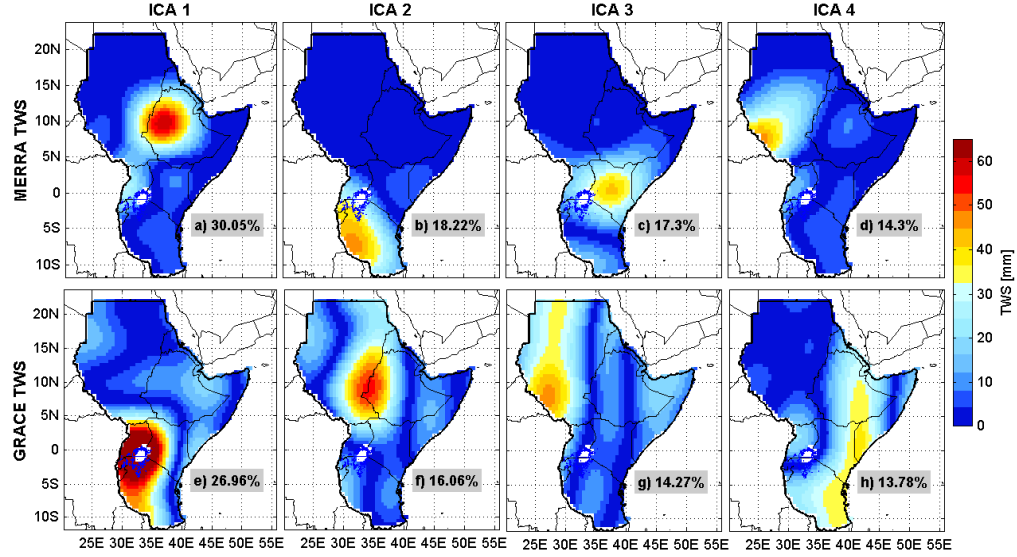 ICA 1 ICA 2 ICA 3 ICA 4
MERRA TWS
20N
15N
10N
5N
0
5S
10S
a) 30.05% b) 18.22% c) 17.3% d) 14.3%
GRACE TWS
20N
15N
10N
5N
0
5S
10S
e) 26.96% f) 16.06% g) 14.27% h) 13.78%
25E 30E 35E 40E 45E 50E 55E 25E 30E 35E 40E 45E 50E 55E 25E 30E 35E 40E 45E 50E 55E 25E 30E 35E 40E 45E 50E 55E
60
50
40
30
20
10
0
TWS [mm]